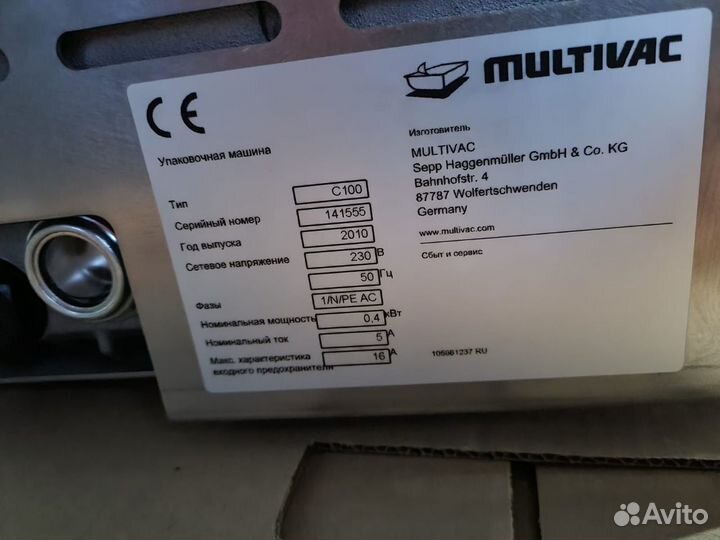 CE
MULTIVAC
Упаковочная машина
Изготовитель
MULTIVAC
Sepp Haggenmüller GmbH & Co. KG
Bahnhofstr. 4
87787 Wolfertschwenden
Germany
www.multivac.com
Сбыт и сервис
Тип C100
Серийный номер 141555
Год выпуска 2010
Сетевое напряжение 230 В
50 Гц
Фазы 1/N/PE AC
Номинальная мощность 0,4 кВт
Номинальный ток 5 А
Макс. характеристика 16 А
входного предохранителя
106961237 RU
Avito